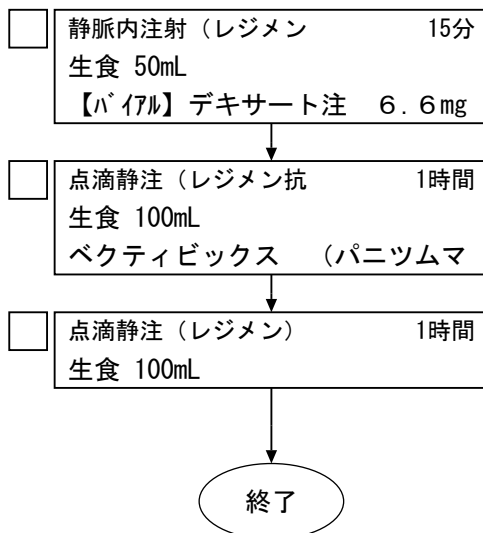 静脈内注射（レジメン 15分
生食 50mL
【ﾊﾞｲｱﾙ】デキサート注 ６.６mg
点滴静注（レジメン抗 1時間
生食 100mL
ベクティビックス （パニツムマ
点滴静注（レジメン） 1時間
生食 100mL
終了